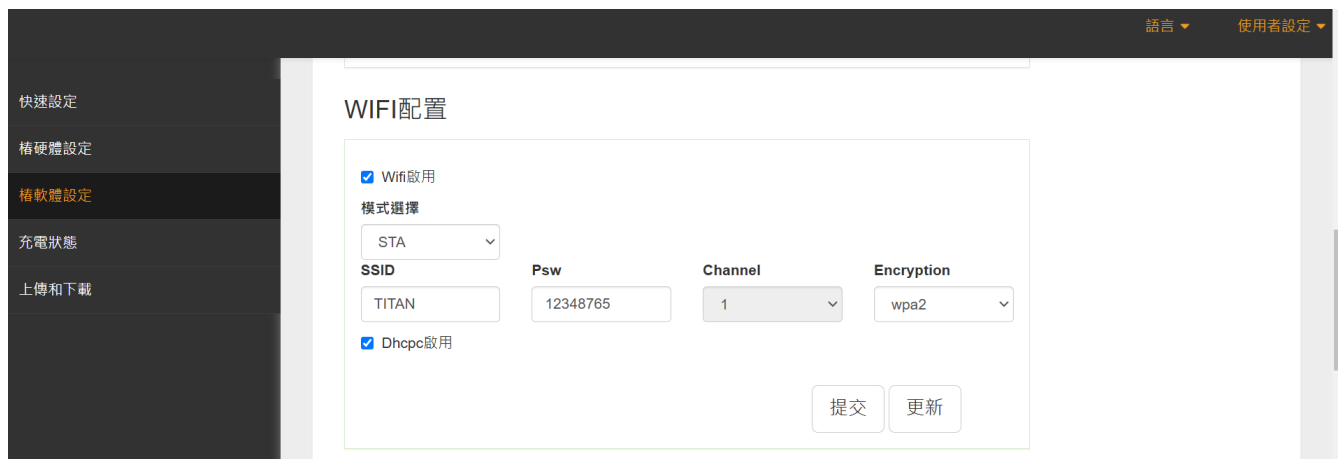 語言 使用者設定
快速設定
樁硬體設定
樁軟體設定
充電狀態
上傳和下載
WIFI配置
Wifi啟用
模式選擇
STA
SSID Psw Channel Encryption
TITAN 12348765 1 wpa2
Dhcpc啟用
提交 更新